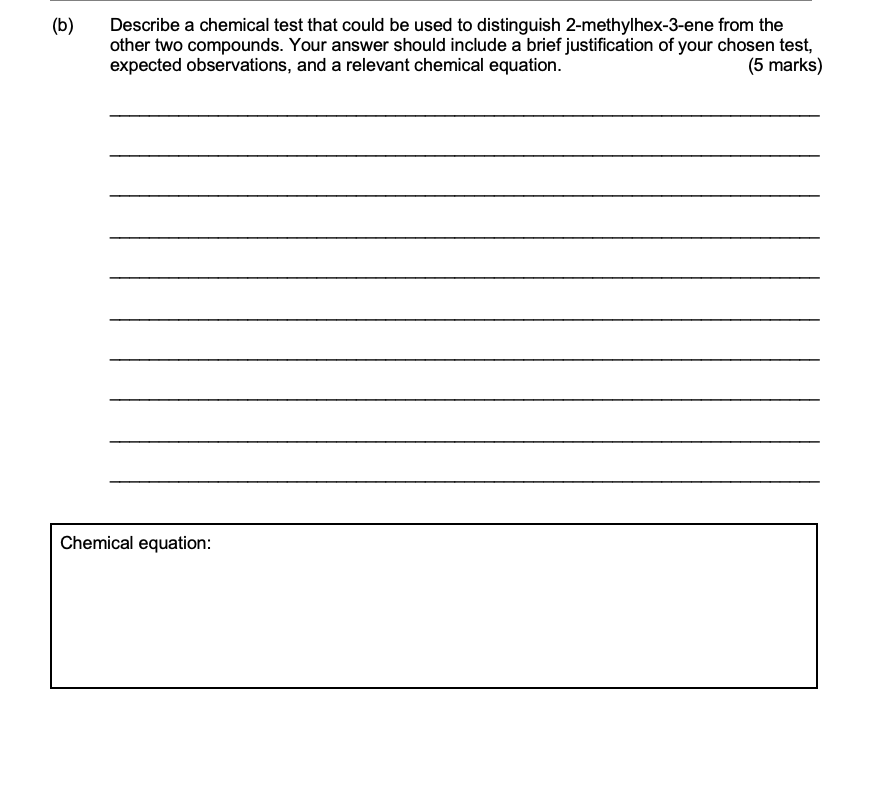 (b) Describe a chemical test that could be used to distinguish 2-methylhex-3-ene from the
other two compounds. Your answer should include a brief justification of your chosen test,
expected observations, and a relevant chemical equation. (5 marks)
Chemical equation: